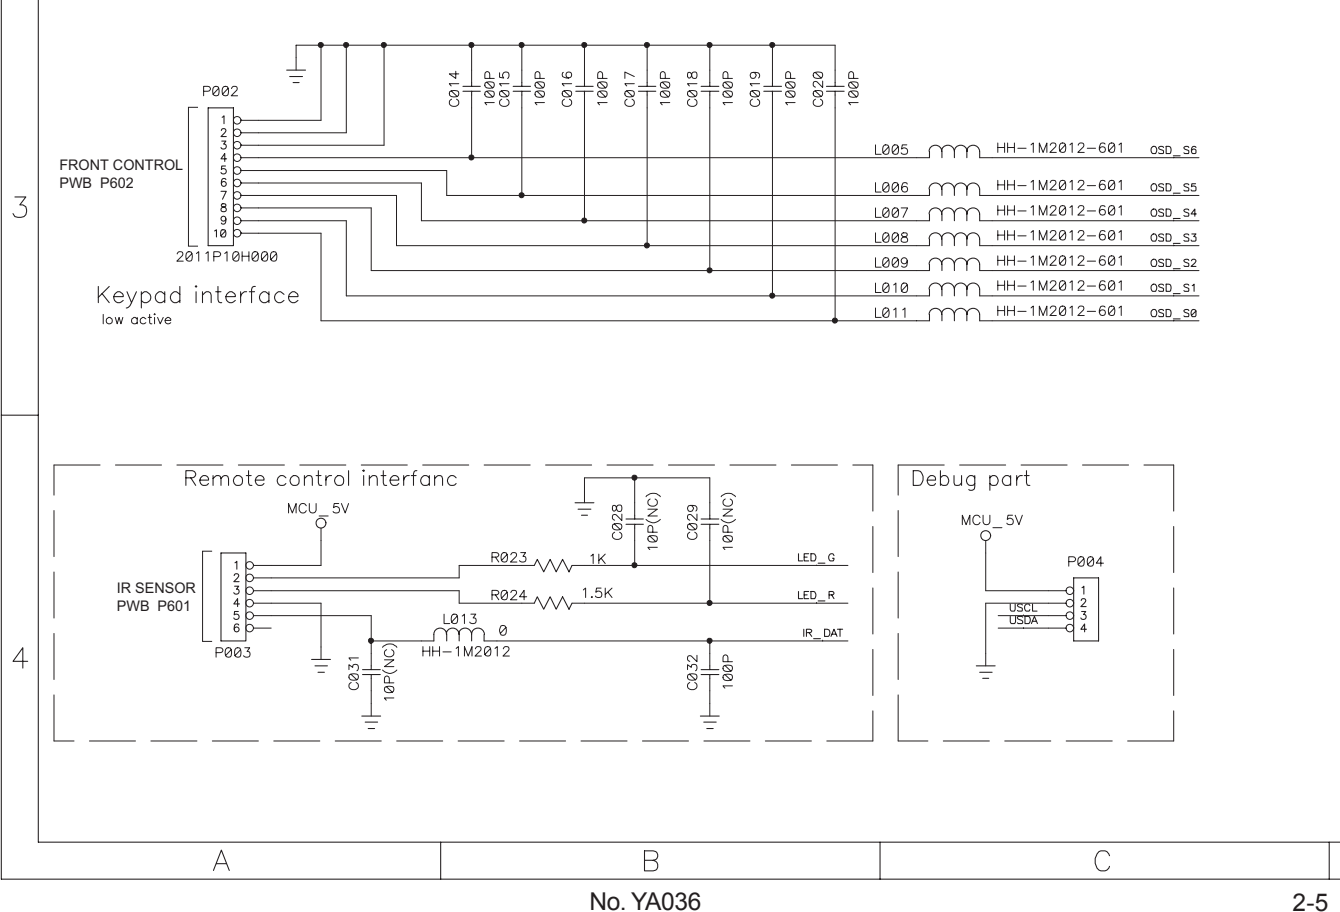 C014 100P
C015 100P
C016 100P
C017 100P
C018 100P
C019 100P
C020 100P
P002
1
2
3
4
5
6
7
8
9
10
FRONT CONTROL
PWB P602
2011P10H000
Keypad interface
low active
L005 HH-1M2012-601 OSD_S6
L006 HH-1M2012-601 OSD_S5
L007 HH-1M2012-601 OSD_S4
L008 HH-1M2012-601 OSD_S3
L009 HH-1M2012-601 OSD_S2
L010 HH-1M2012-601 OSD_S1
L011 HH-1M2012-601 OSD_S0
3
Remote control interfanc
MCU_5V
IR SENSOR
PWB P601
1
2
3
4
5
6
P003
C028 10P(NC)
C029 10P(NC)
R023 1K LED_G
R024 1.5K LED_R
L013 0 IR_DAT
HH-1M2012
C031 10P(NC)
C032 100P
Debug part
MCU_5V
P004
1
2
USCL 3
USDA 4
4
A B C
No. YA036 2-5